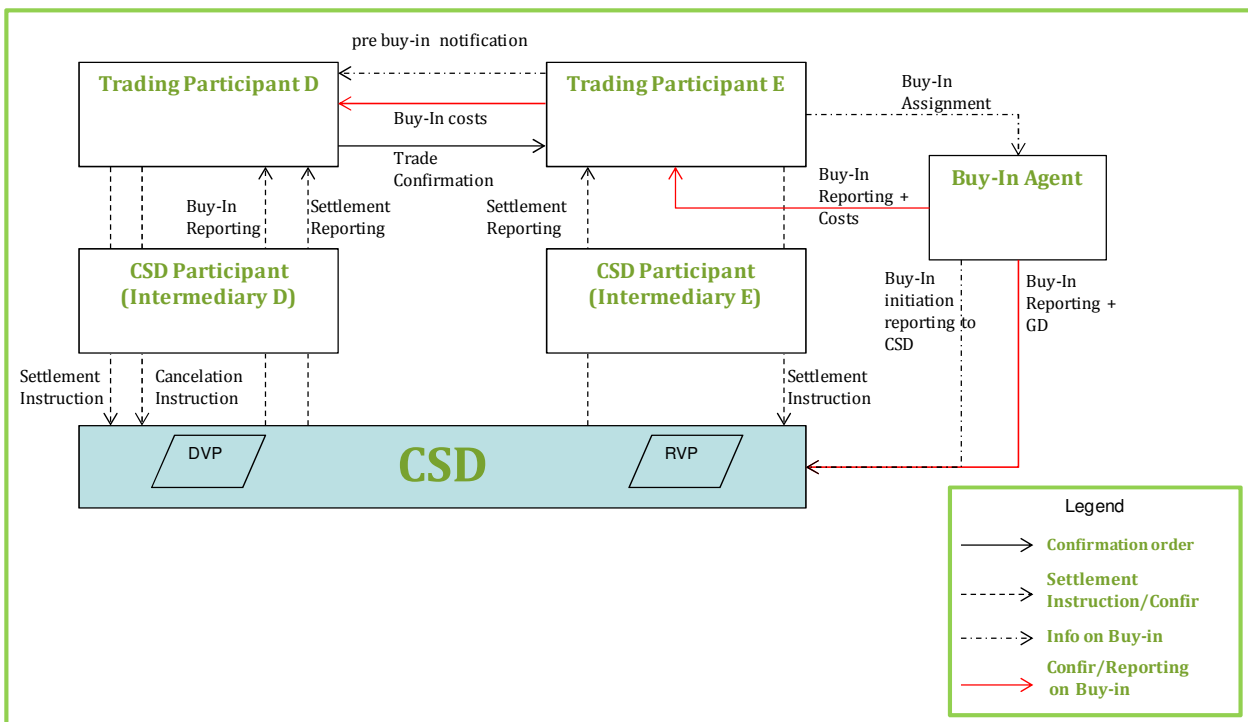 pre buy-in notification
Trading Participant D
Trading Participant E
Buy-In
Assignment
Buy-In costs
Trade
Confirmation
Buy-In Agent
Buy-In
Reporting +
Costs
Buy-In
Reporting
Settlement
Reporting
Settlement
Reporting
CSD Participant
(Intermediary D)
CSD Participant
(Intermediary E)
Buy-In
initiation
reporting to
CSD
Buy-In
Reporting +
GD
Settlement
Instruction
Cancelation
Instruction
Settlement
Instruction
DVP
CSD
RVP
Legend
Confirmation order
Settlement
Instruction/Confir
Info on Buy-in
Confir/Reporting
on Buy-in